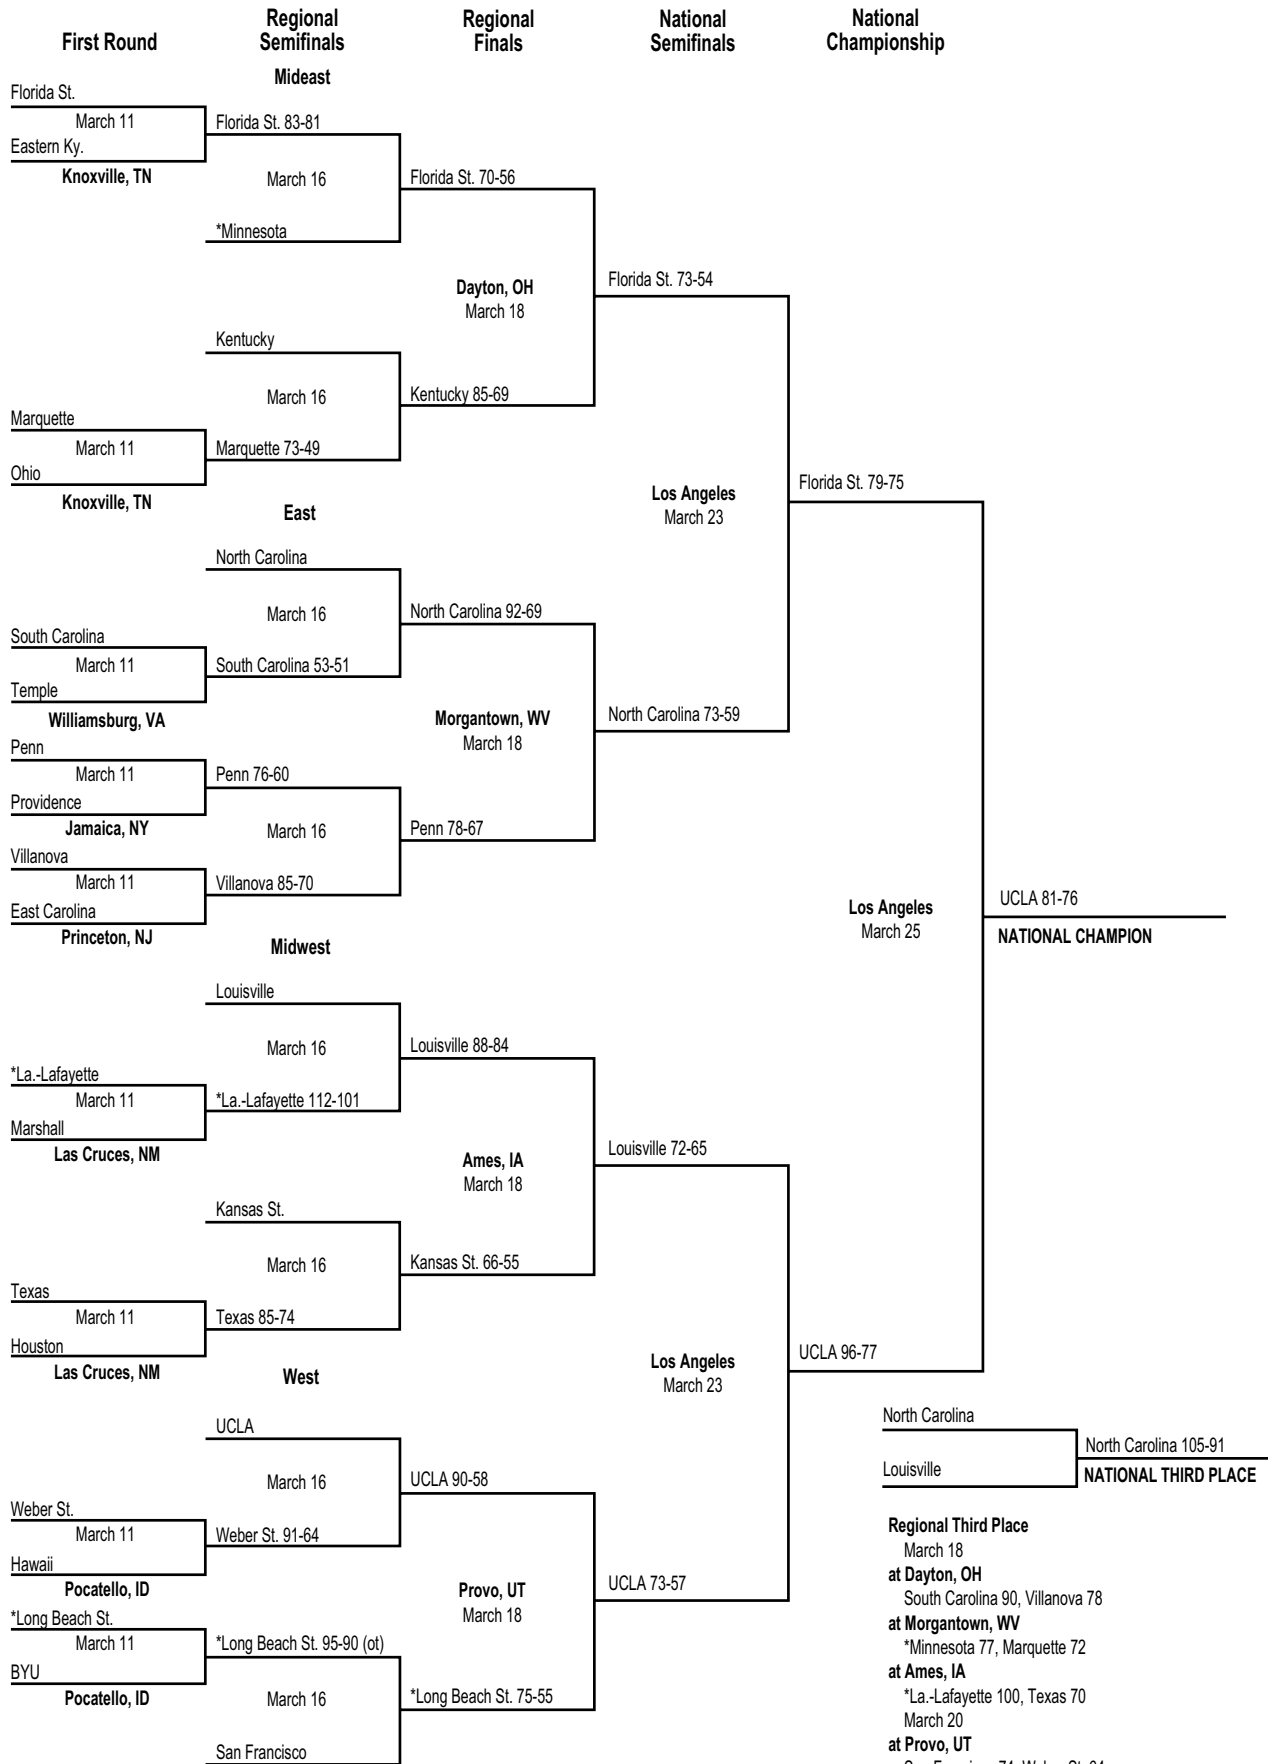 First Round
Regional
Semifinals
Regional
Finals
National
Semifinals
National
Championship
Mideast
Florida St.
March 11
Eastern Ky.
Knoxville, TN
Florida St. 83-81
March 16
*Minnesota
Florida St. 70-56
Dayton, OH
March 18
Florida St. 73-54
Kentucky
March 16
Kentucky 85-69
Marquette
March 11
Ohio
Knoxville, TN
Marquette 73-49
Los Angeles
March 23
Florida St. 79-75
East
North Carolina
March 16
North Carolina 92-69
South Carolina
March 11
Temple
Williamsburg, VA
South Carolina 53-51
Morgantown, WV
March 18
North Carolina 73-59
Penn
March 11
Providence
Jamaica, NY
Penn 76-60
March 16
Penn 78-67
Villanova
March 11
East Carolina
Princeton, NJ
Villanova 85-70
Los Angeles
March 25
UCLA 81-76
NATIONAL CHAMPION
Midwest
Louisville
March 16
Louisville 88-84
*La.-Lafayette
March 11
Marshall
Las Cruces, NM
*La.-Lafayette 112-101
Ames, IA
March 18
Louisville 72-65
Kansas St.
March 16
Kansas St. 66-55
Texas
March 11
Houston
Las Cruces, NM
Texas 85-74
Los Angeles
March 23
UCLA 96-77
West
UCLA
March 16
UCLA 90-58
Weber St.
March 11
Hawaii
Pocatello, ID
Weber St. 91-64
Provo, UT
March 18
UCLA 73-57
*Long Beach St.
March 11
BYU
Pocatello, ID
*Long Beach St. 95-90 (ot)
March 16
*Long Beach St. 75-55
San Francisco
North Carolina
Louisville
North Carolina 105-91
NATIONAL THIRD PLACE
Regional Third Place
March 18
at Dayton, OH
South Carolina 90, Villanova 78
at Morgantown, WV
*Minnesota 77, Marquette 72
at Ames, IA
*La.-Lafayette 100, Texas 70
March 20
at Provo, UT
San Francisco 74, Weber St. 64